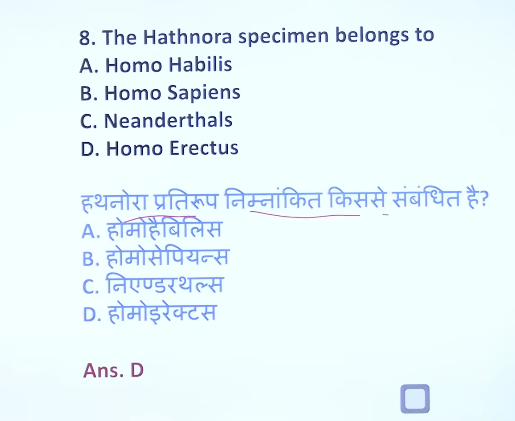 8. The Hathnora specimen belongs to
A. Homo Habilis
B. Homo Sapiens
C. Neanderthals
D. Homo Erectus
हथनोरा प्रतिरूप निम्नांकित किससे संबंधित है?
A. होमोहैबिलिस
B. होमोसेपियन्स
C. निएण्डरथल्स
D. होमोइरेक्टस
Ans. D